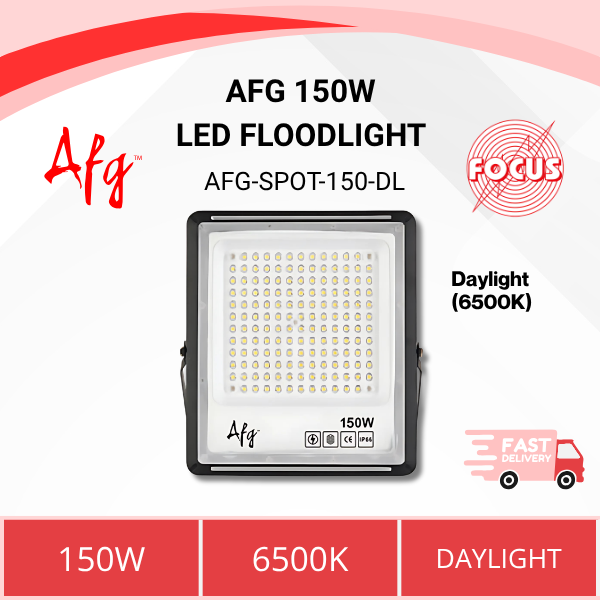 AFG 150W
LED FLOODLIGHT
AFG-SPOT-150-DL
Afg™
FOCUS
Daylight
(6500K)
Afg™
150W
CE
IP66
FAST
DELIVERY
150W
6500K
DAYLIGHT